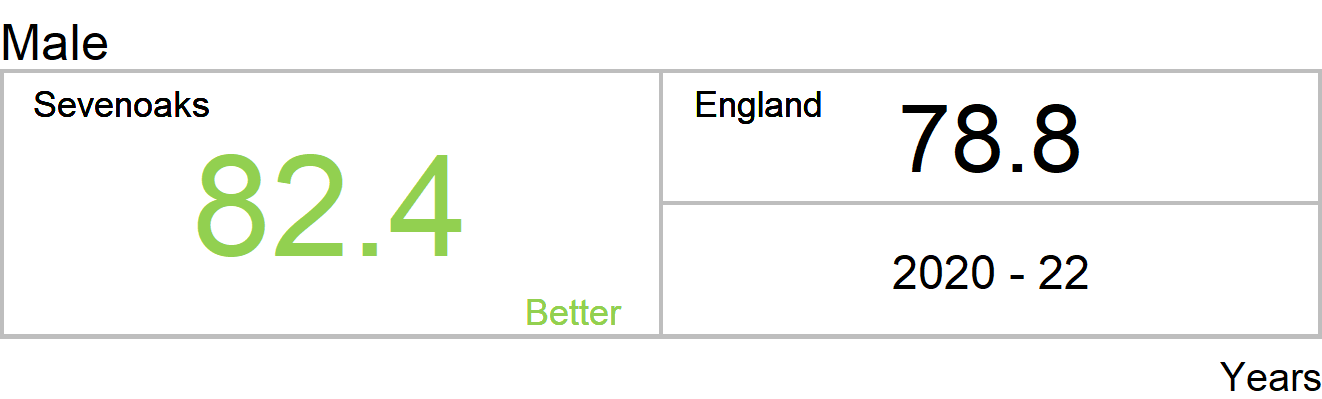 Male
Sevenoaks
82.4
Better
England
78.8
2020 - 22
Years